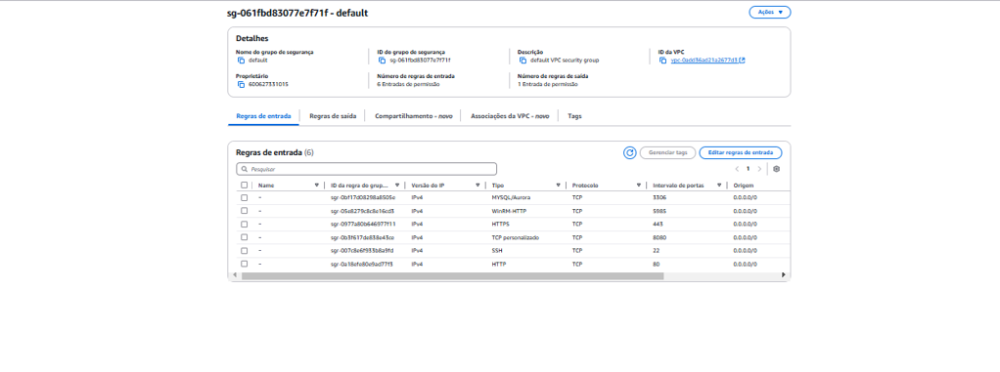 sg-061fbd83077e7f71f - default
Ações
Detalhes
Nome do grupo de segurança
default
ID do grupo de segurança
sg-061fbd83077e7f71f
Descrição
default VPC security group
ID da VPC
vpc-0add36ad21a2677d3
Proprietário
600627331015
Número de regras de entrada
6 Entradas de permissão
Número de regras de saída
1 Entrada de permissão
Regras de entrada
Regras de saída
Compartilhamento - novo
Associações da VPC - novo
Tags
Regras de entrada (6)
Gerenciar tags
Editar regras de entrada
Pesquisar
1
Name ID da regra do grup... Versão do IP Tipo Protocolo Intervalo de portas Origem
- sgr-0bf17d08298a8505e IPv4 MYSQL/Aurora TCP 3306 0.0.0.0/0
- sgr-05e8279c8c8e16cd3 IPv4 WinRM-HTTP TCP 5985 0.0.0.0/0
- sgr-0977a80b646977f11 IPv4 HTTPS TCP 443 0.0.0.0/0
- sgr-0b3f617de838e43ce IPv4 TCP personalizado TCP 8080 0.0.0.0/0
- sgr-007c8e6f933b8a9fd IPv4 SSH TCP 22 0.0.0.0/0
- sgr-0a18efe80e9ad77f3 IPv4 HTTP TCP 80 0.0.0.0/0